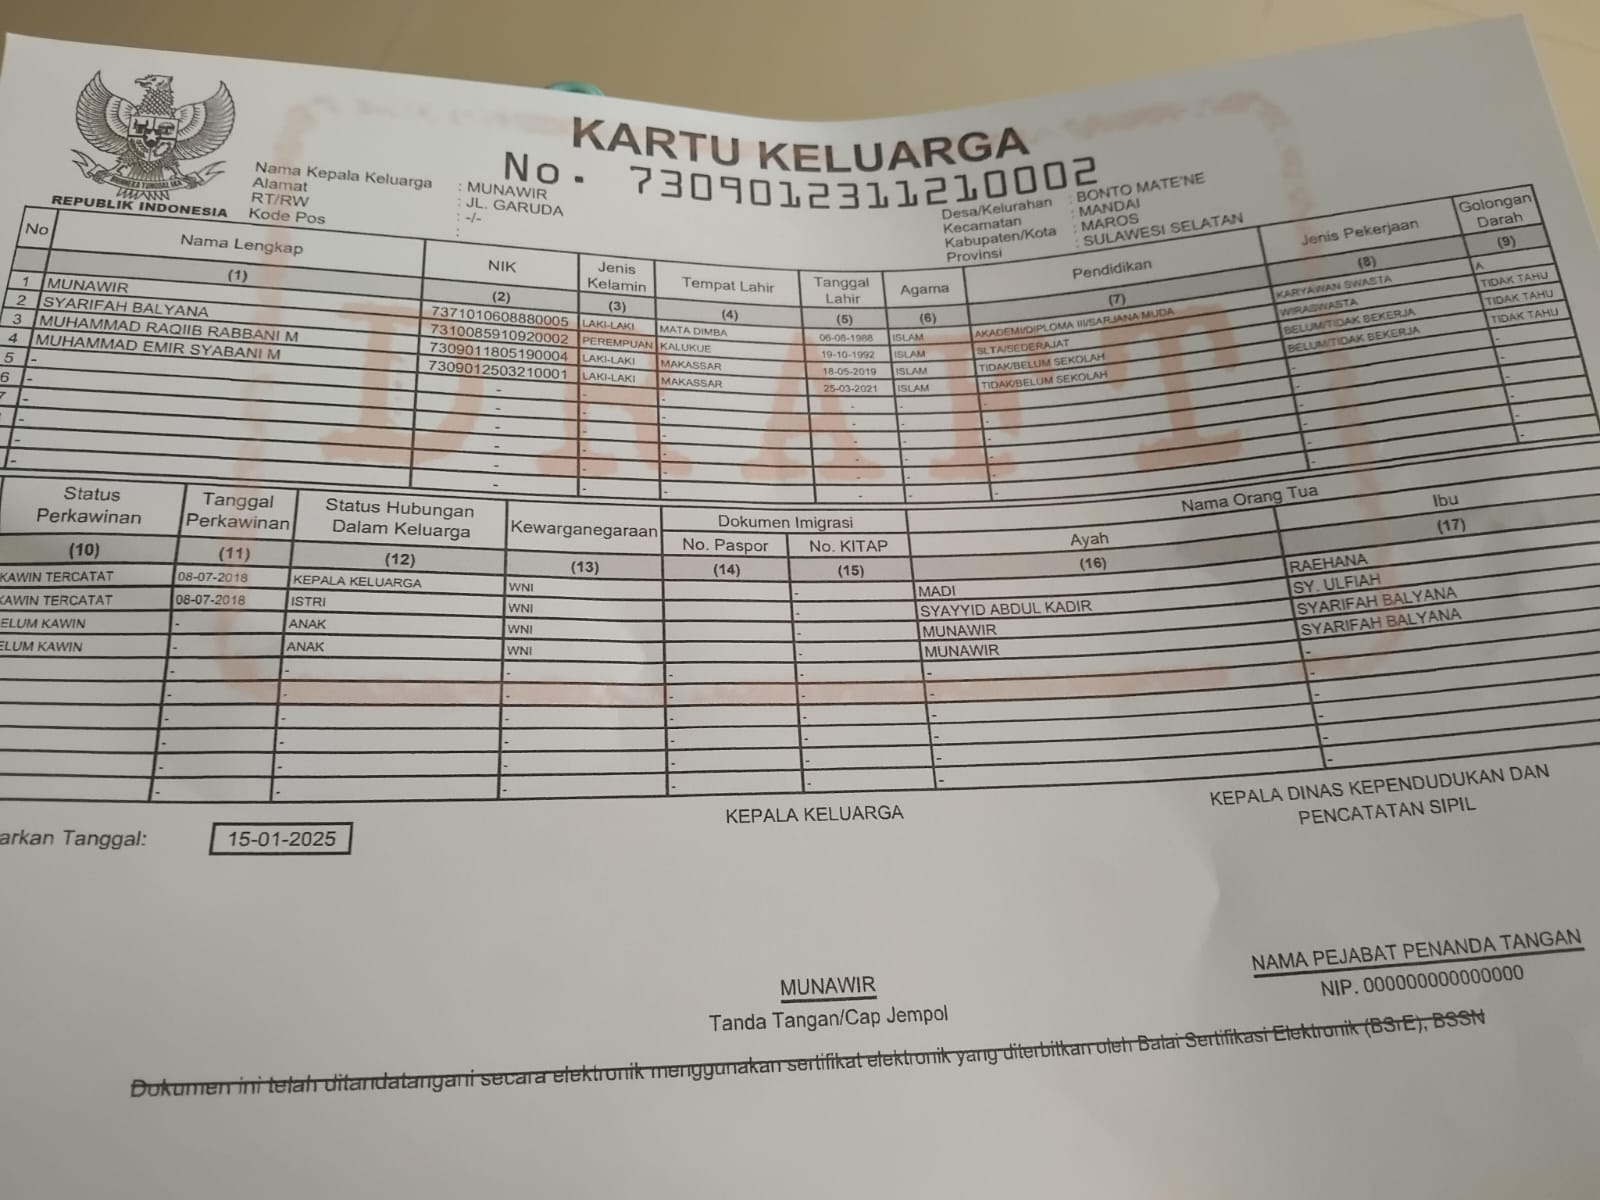 KARTU KELUARGA
No. 7309012311210002
REPUBLIK INDONESIA
Nama Kepala Keluarga : MUNAWIR
Alamat : JL. GARUDA
RT/RW : -/-
Kode Pos :
Desa/Kelurahan : BONTO MATE'NE
Kecamatan : MANDAI
Kabupaten/Kota : MAROS
Provinsi : SULAWESI SELATAN
No Nama Lengkap NIK Jenis Kelamin Tempat Lahir Tanggal Lahir Agama Pendidikan Jenis Pekerjaan Golongan Darah
(1) (2) (3) (4) (5) (6) (7) (8) (9)
1 MUNAWIR 7371010608880005 LAKI-LAKI MATA DIMBA 06-08-1988 ISLAM AKADEMI/DIPLOMA III/SARJANA MUDA KARYAWAN SWASTA A
2 SYARIFAH BALYANA 7310085910920002 PEREMPUAN KALUKUE 19-10-1992 ISLAM SLTA/SEDERAJAT WIRASWASTA TIDAK TAHU
3 MUHAMMAD RAQIIB RABBANI M 7309011805190004 LAKI-LAKI MAKASSAR 18-05-2019 ISLAM TIDAK/BELUM SEKOLAH BELUM/TIDAK BEKERJA TIDAK TAHU
4 MUHAMMAD EMIR SYABANI M 7309012503210001 LAKI-LAKI MAKASSAR 25-03-2021 ISLAM TIDAK/BELUM SEKOLAH BELUM/TIDAK BEKERJA TIDAK TAHU
5 - - - - - - - - -
6 - - - - - - - - -
DRAFT
Status Perkawinan Tanggal Perkawinan Status Hubungan Dalam Keluarga Kewarganegaraan Dokumen Imigrasi Nama Orang Tua
No. Paspor No. KITAP Ayah Ibu
(10) (11) (12) (13) (14) (15) (16) (17)
KAWIN TERCATAT 08-07-2018 KEPALA KELUARGA WNI - MADI RAEHANA
KAWIN TERCATAT 08-07-2018 ISTRI WNI - SYAYYID ABDUL KADIR SY. ULFIAH
ELUM KAWIN - ANAK WNI - MUNAWIR SYARIFAH BALYANA
ELUM KAWIN - ANAK WNI - MUNAWIR SYARIFAH BALYANA
arkan Tanggal: 15-01-2025
KEPALA KELUARGA
KEPALA DINAS KEPENDUDUKAN DAN
PENCATATAN SIPIL
MUNAWIR
Tanda Tangan/Cap Jempol
NAMA PEJABAT PENANDA TANGAN
NIP. 000000000000000
Dokumen ini telah ditandatangani secara elektronik menggunakan sertifikat elektronik yang diterbitkan oleh Balai Sertifikasi Elektronik (BSrE), BSSN